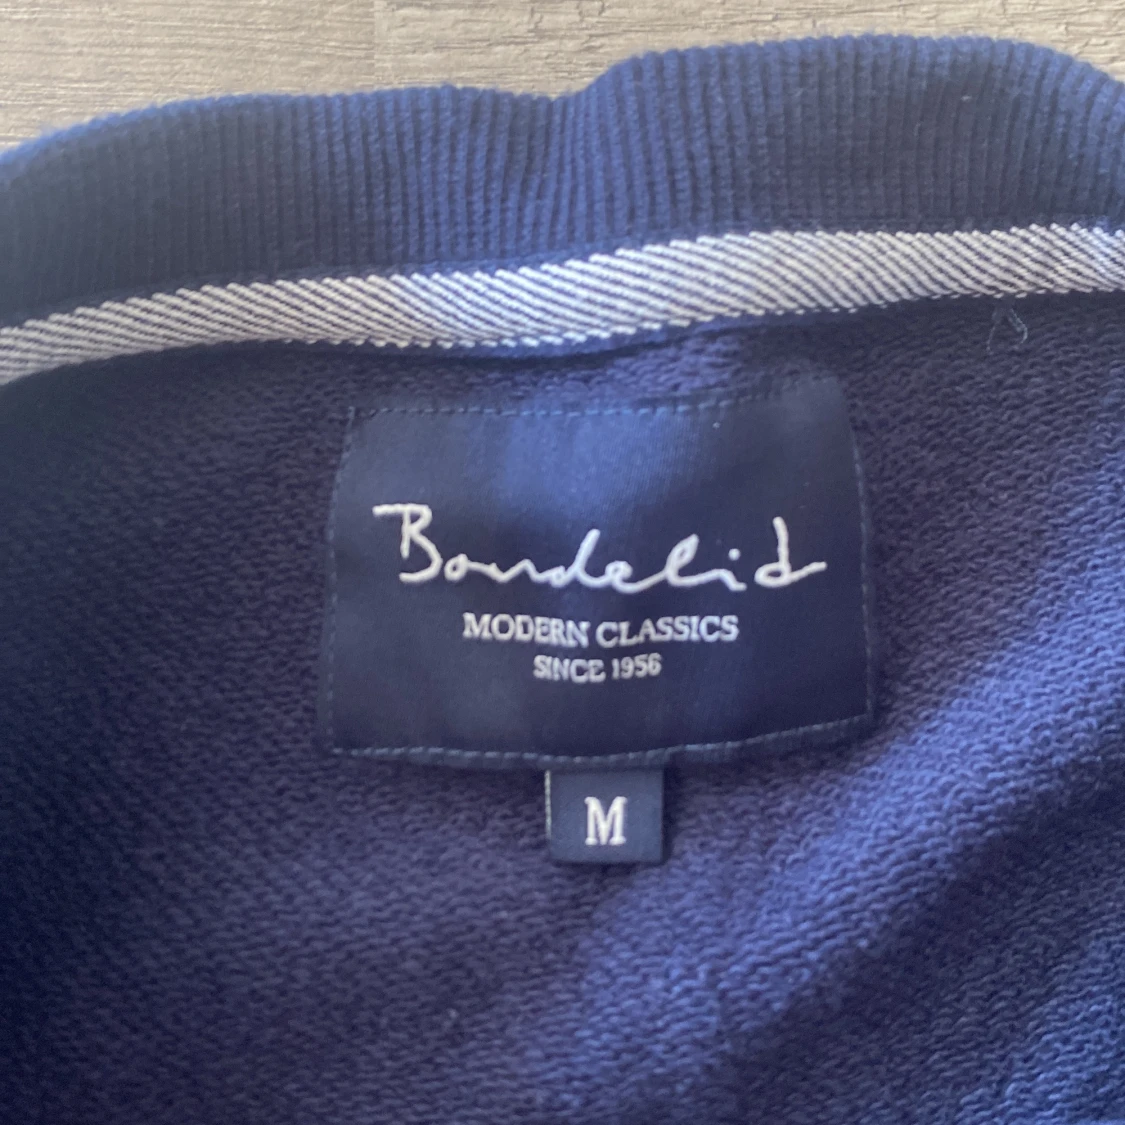 Bondelid
MODERN CLASSICS
SINCE 1956
M